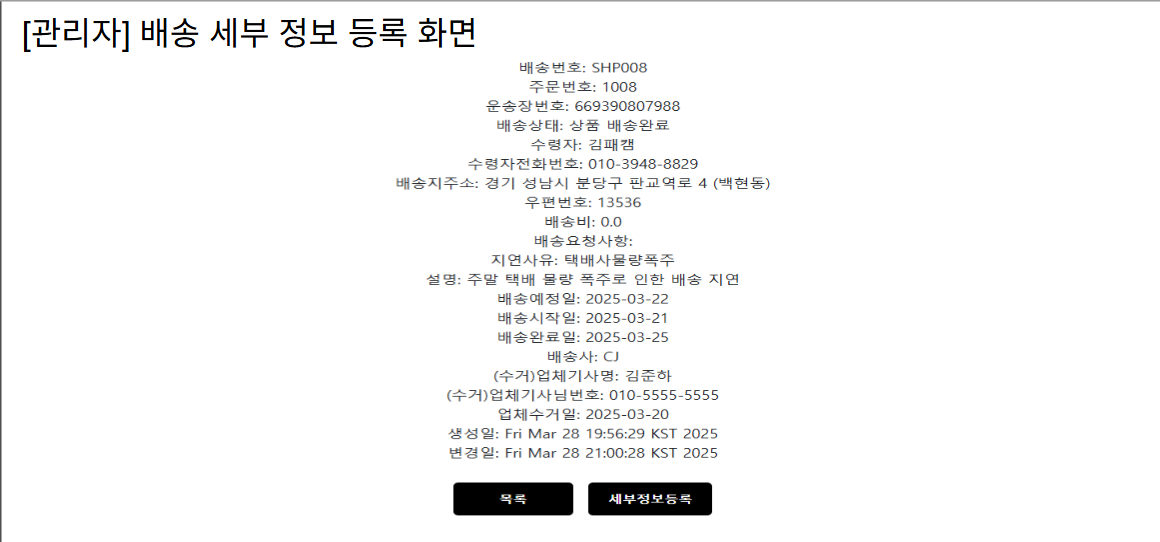 [관리자] 배송 세부 정보 등록 화면
배송번호: SHP008
주문번호: 1008
운송장번호: 669390807988
배송상태: 상품 배송완료
수령자: 김패캠
수령자전화번호: 010-3948-8829
배송지주소: 경기 성남시 분당구 판교역로 4 (백현동)
우편번호: 13536
배송비: 0.0
배송요청사항:
지연사유: 택배사물량폭주
설명: 주말 택배 물량 폭주로 인한 배송 지연
배송예정일: 2025-03-22
배송시작일: 2025-03-21
배송완료일: 2025-03-25
배송사: CJ
(수거)업체기사명: 김준하
(수거)업체기사님번호: 010-5555-5555
업체수거일: 2025-03-20
생성일: Fri Mar 28 19:56:29 KST 2025
변경일: Fri Mar 28 21:00:28 KST 2025
목록 세부정보등록